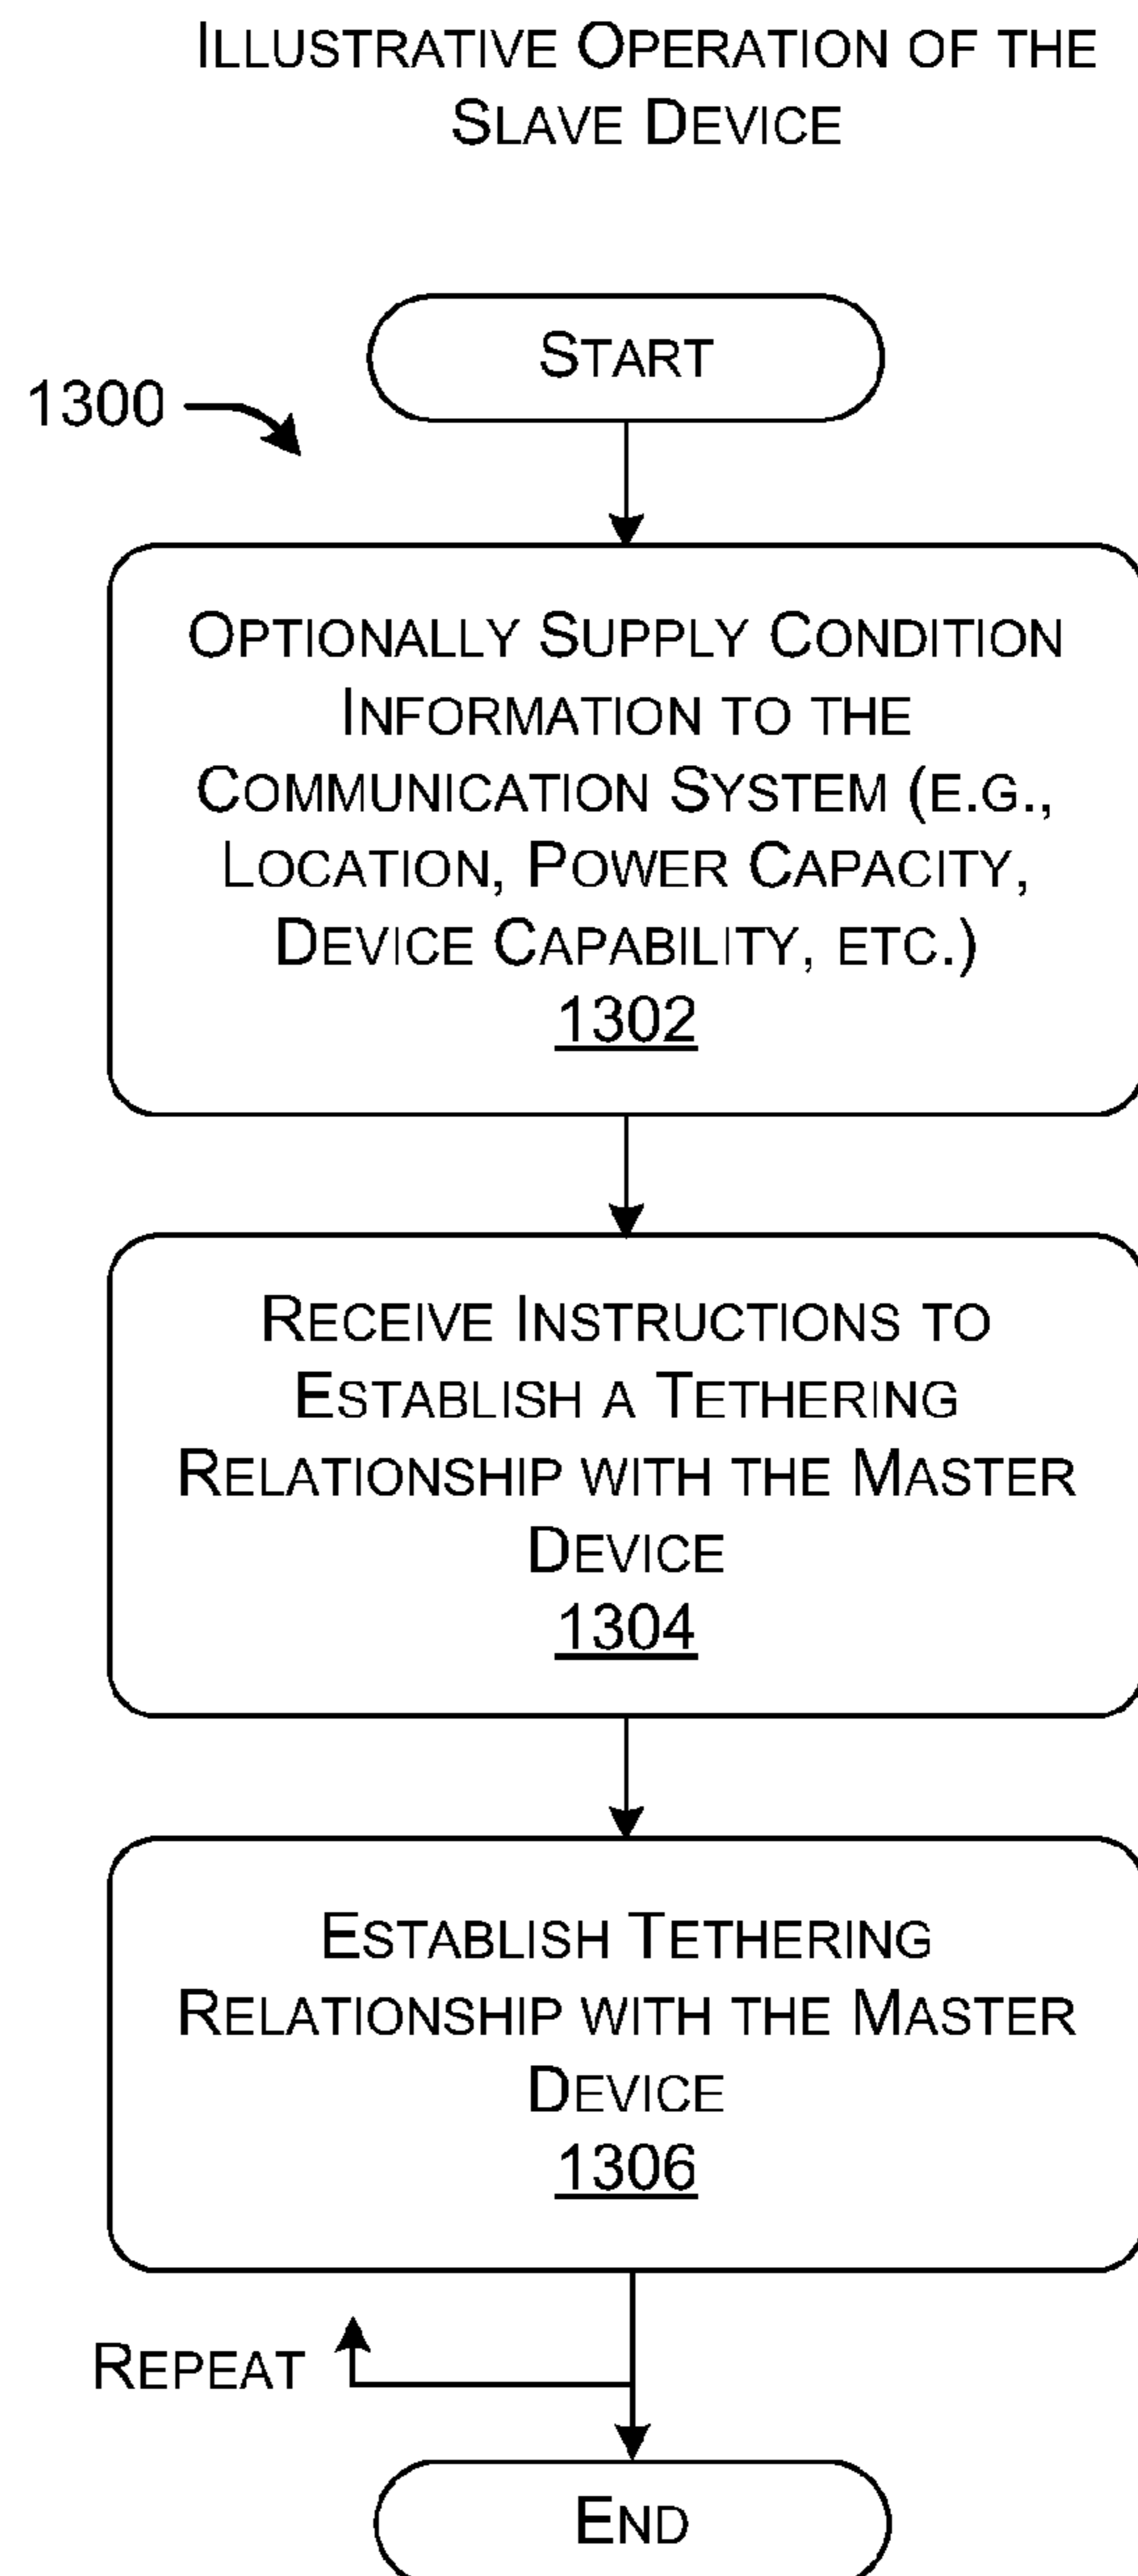 ILLUSTRATIVE OPERATION OF THE
SLAVE DEVICE
START
1300
OPTIONALLY SUPPLY CONDITION
INFORMATION TO THE
COMMUNICATION SYSTEM (E.G.,
LOCATION, POWER CAPACITY,
DEVICE CAPABILITY, ETC.)
1302
RECEIVE INSTRUCTIONS TO
ESTABLISH A TETHERING
RELATIONSHIP WITH THE MASTER
DEVICE
1304
ESTABLISH TETHERING
RELATIONSHIP WITH THE MASTER
DEVICE
1306
REPEAT
END